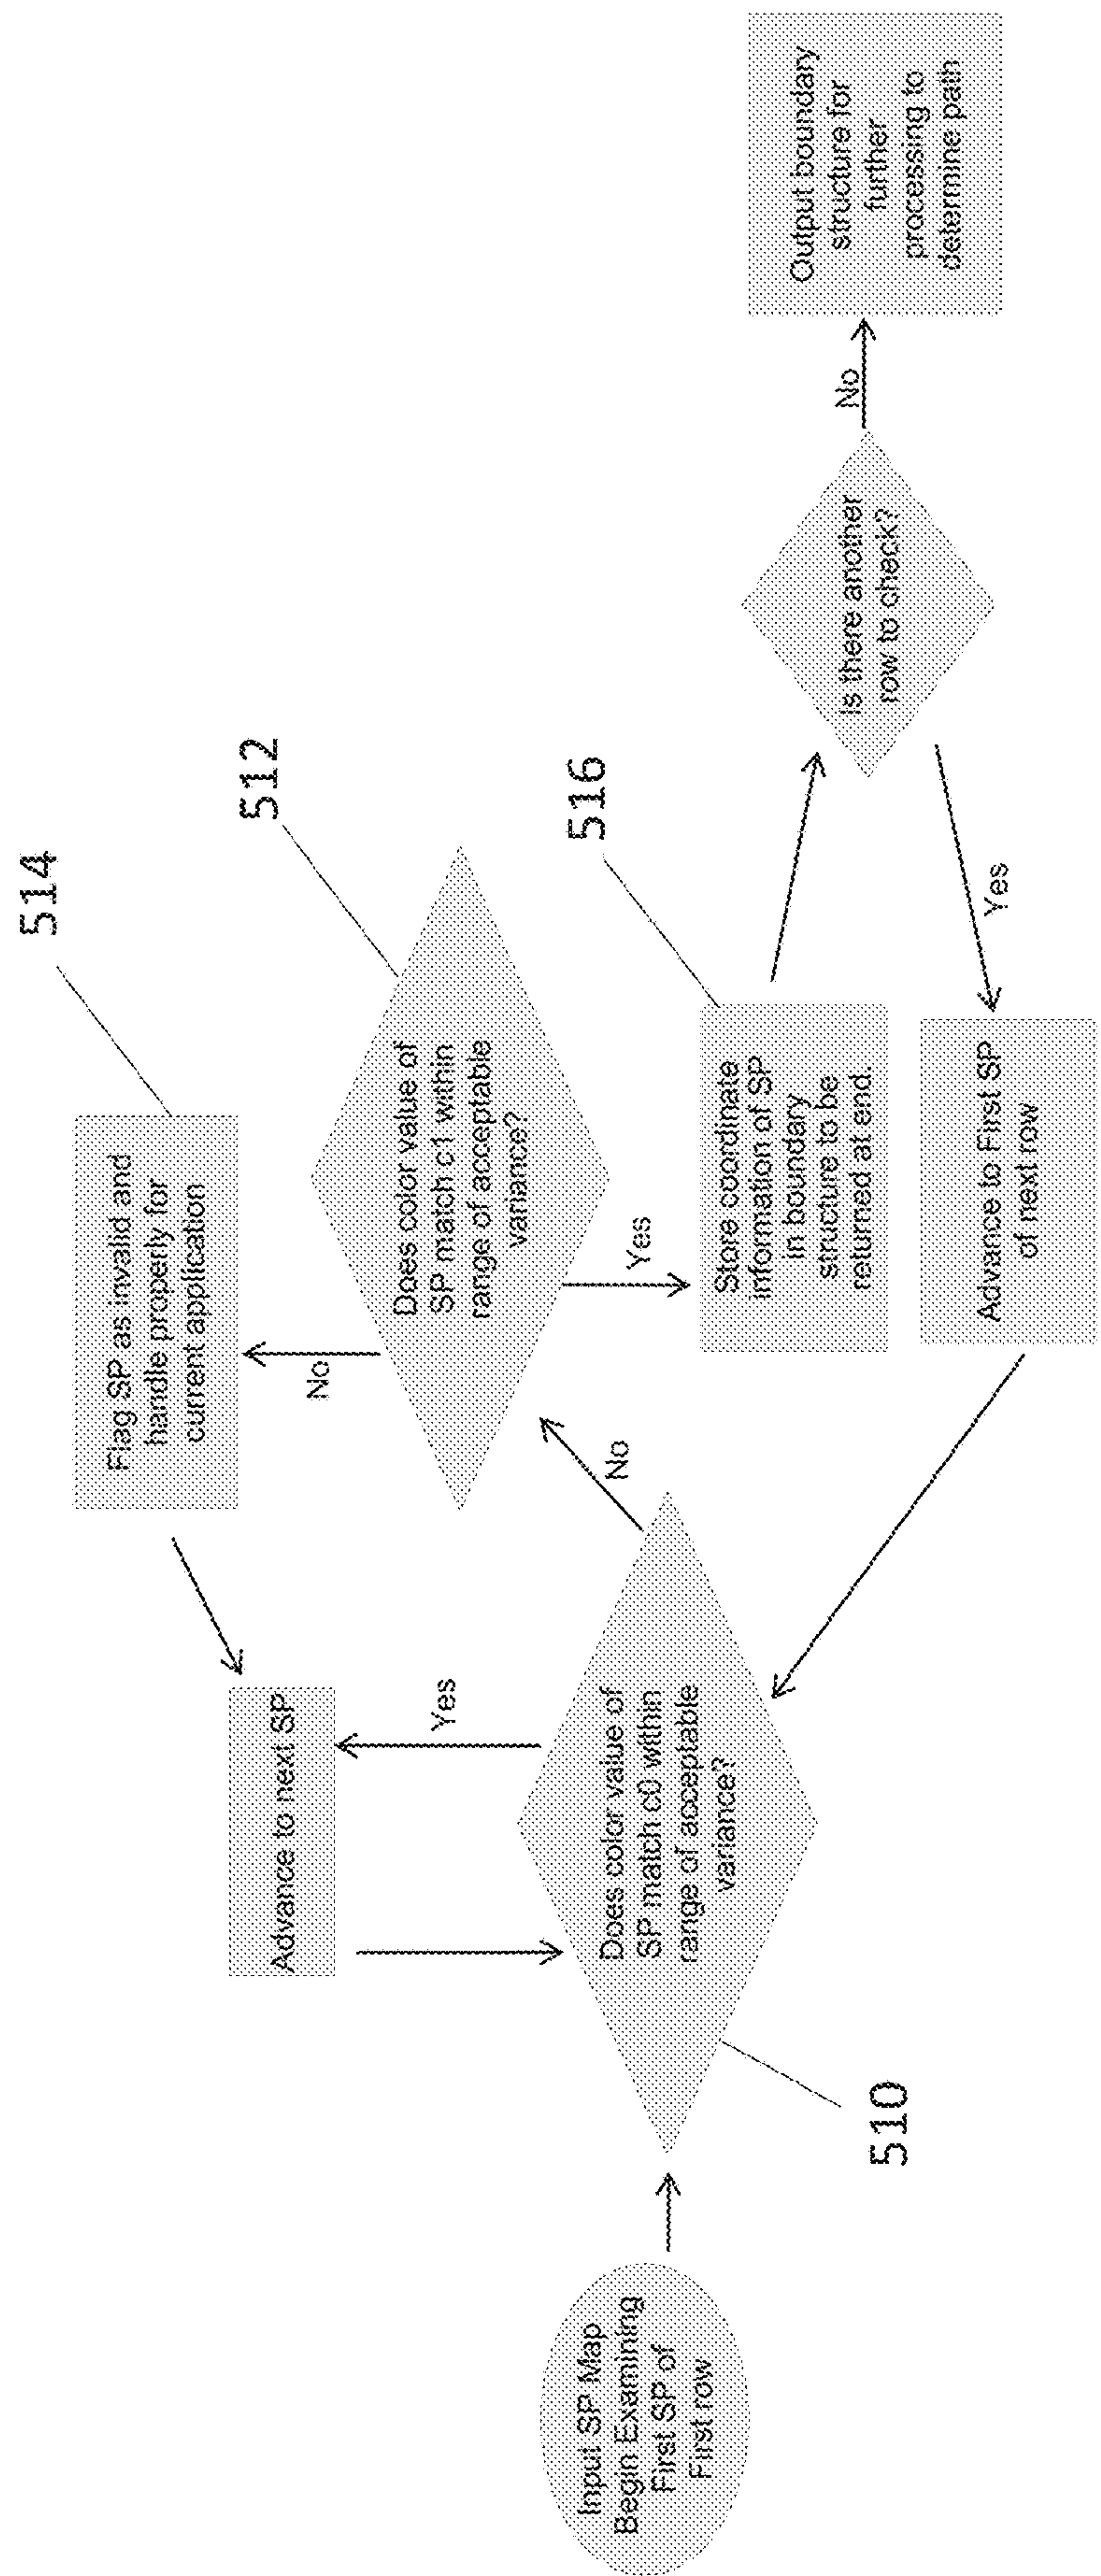 Input SP Map
Begin Examining
First SP of
First row
510
Does color value of
SP match c0 within
range of acceptable
variance?
Yes
Advance to next SP
No
Does color value of
SP match c1 within
range of acceptable
variance?
512
No
Flag SP as invalid and
handle properly for
current application
514
Yes
Store coordinate
information of SP
in boundary
structure to be
returned at end.
516
Is there another
row to check?
Yes
Advance to First SP
of next row
No
Output boundary
structure for
further
processing to
determine path